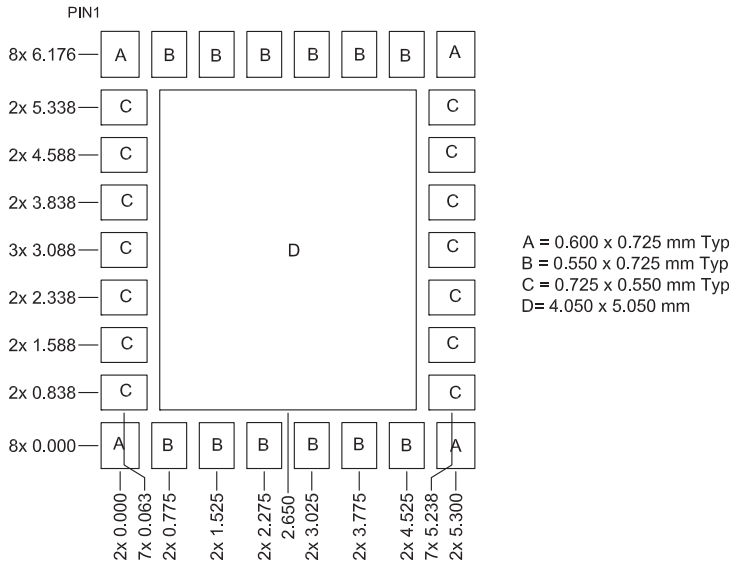 PIN1
8x 6.176 A B B B B B B A
2x 5.338 C C
2x 4.588 C C
2x 3.838 C C
3x 3.088 C D C
2x 2.338 C C
2x 1.588 C C
2x 0.838 C C
8x 0.000 A B B B B B B A
A = 0.600 x 0.725 mm Typ
B = 0.550 x 0.725 mm Typ
C = 0.725 x 0.550 mm Typ
D= 4.050 x 5.050 mm
2x 0.000
7x 0.063
2x 0.775
2x 1.525
2x 2.275
2.650
2x 3.025
2x 3.775
2x 4.525
7x 5.238
2x 5.300